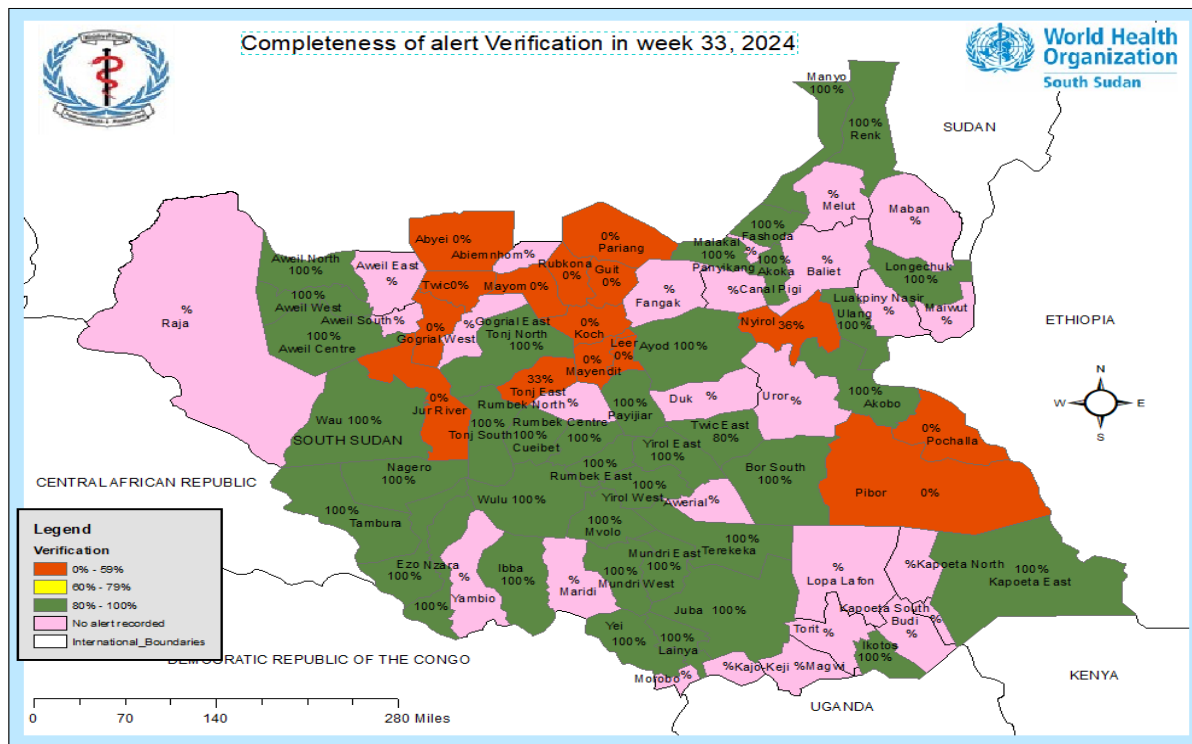 Completeness of alert Verification in week 33, 2024
World Health
Organization
South Sudan
Manyo
100%
100%
Renk
SUDAN
%
Melut
Maban
%
100%
Fashoda
Abyei 0%
Abiemnhom %
0%
Pariang
Malakal
100%
%
Panyikang
100%
Akoka
%
Baliet
Longechuk
100%
Aweil North
100%
Aweil East
%
Rubkona
0%
Guit
0%
Twic0%
Mayom 0%
%
Fangak
%
Canal Pigi
Luakpiny Nasir
%
Maiwut
%
100%
Aweil West
Raja
%
Aweil South %
0%
Gogrial West
%
Gogrial East
Tonj North
100%
0%
Koch
Leer
0%
Ayod 100%
Nyirol 36%
Ulang
100%
ETHIOPIA
100%
Aweil Centre
0%
Mayendit
33%
Tonj East
Rumbek North
%
100%
Payijiar
Duk %
Uror %
100%
Akobo
N
W
E
S
0%
Jur River
Wau 100%
SOUTH SUDAN
100%
Tonj South
Rumbek Centre
100%
100%
Cueibet
Twic East
80%
Yirol East
100%
0%
Pochalla
Nagero
100%
100%
Rumbek East
Bor South
100%
Pibor 0%
CENTRAL AFRICAN REPUBLIC
Wulu 100%
100%
Yirol West
Awerial %
100%
Tambura
100%
Mvolo
100%
Terekeka
Mundri East
100%
Ezo
100%
Nzara
100%
%
Yambio
Ibba
100%
%
Maridi
100%
Mundri West
%
Lopa Lafon
% Kapoeta North
100%
Kapoeta East
Juba 100%
Kapoeta South
%
Budi
%
Yei
100%
100%
Lainya
Torit %
Ikotos
100%
Morobo %
% Kajo-Keji
% Magwi
DEMOCRATIC REPUBLIC OF THE CONGO
KENYA
UGANDA
Legend
Verification
0% - 59%
60% - 79%
80% - 100%
No alert recorded
International_Boundaries
0 70 140 280 Miles